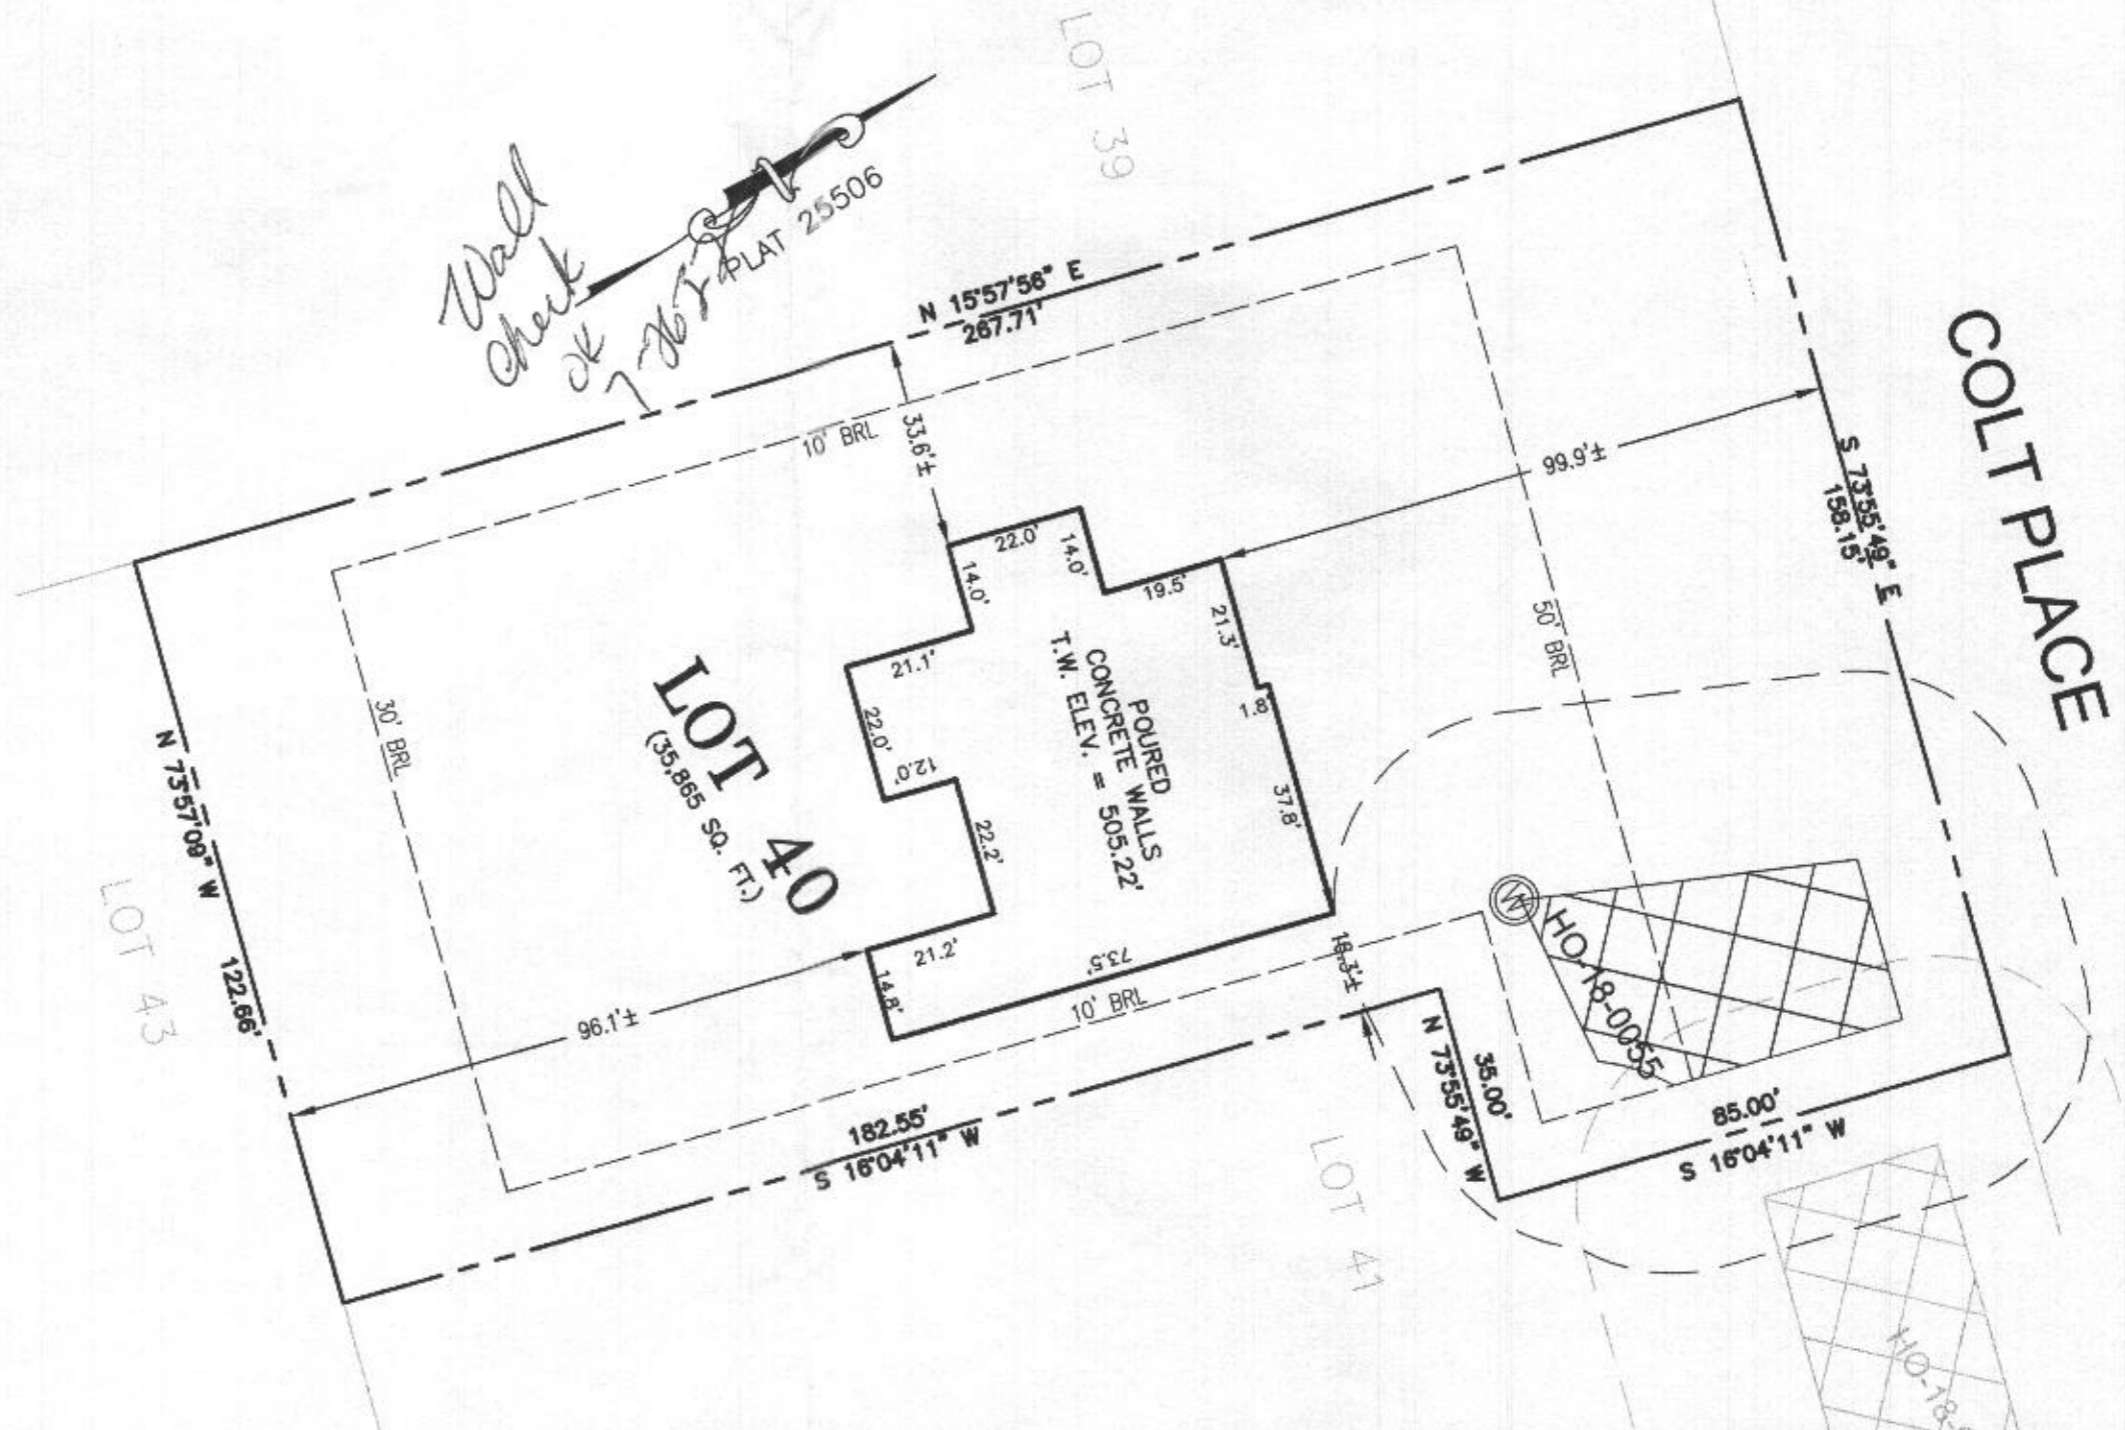 LOT 39
Wall
Check
OK
PLAT 25506
N 15°57'56" E
267.71'
10' BRL
33.6'±
99.9'±
COLT PLACE
S 73°55'49" E
158.15'
22.0'
14.0'
14.0'
19.5'
21.3'
1.8'
37.8'
50' BRL
21.1'
22.0'
12.0'
22.2'
21.2'
14.8'
73.5'
POURED
CONCRETE WALLS
T.W. ELEV. = 505.22'
LOT 40
(35,865 SQ. FT.)
30' BRL
N 73°57'09" W 122.66'
LOT 43
96.1'±
10' BRL
16.3'±
182.55'
S 16°04'11" W
W
HO-18-0055
35.00'
N 73°55'49" W
85.00'
S 16°04'11" W
LOT 41
HO-18-